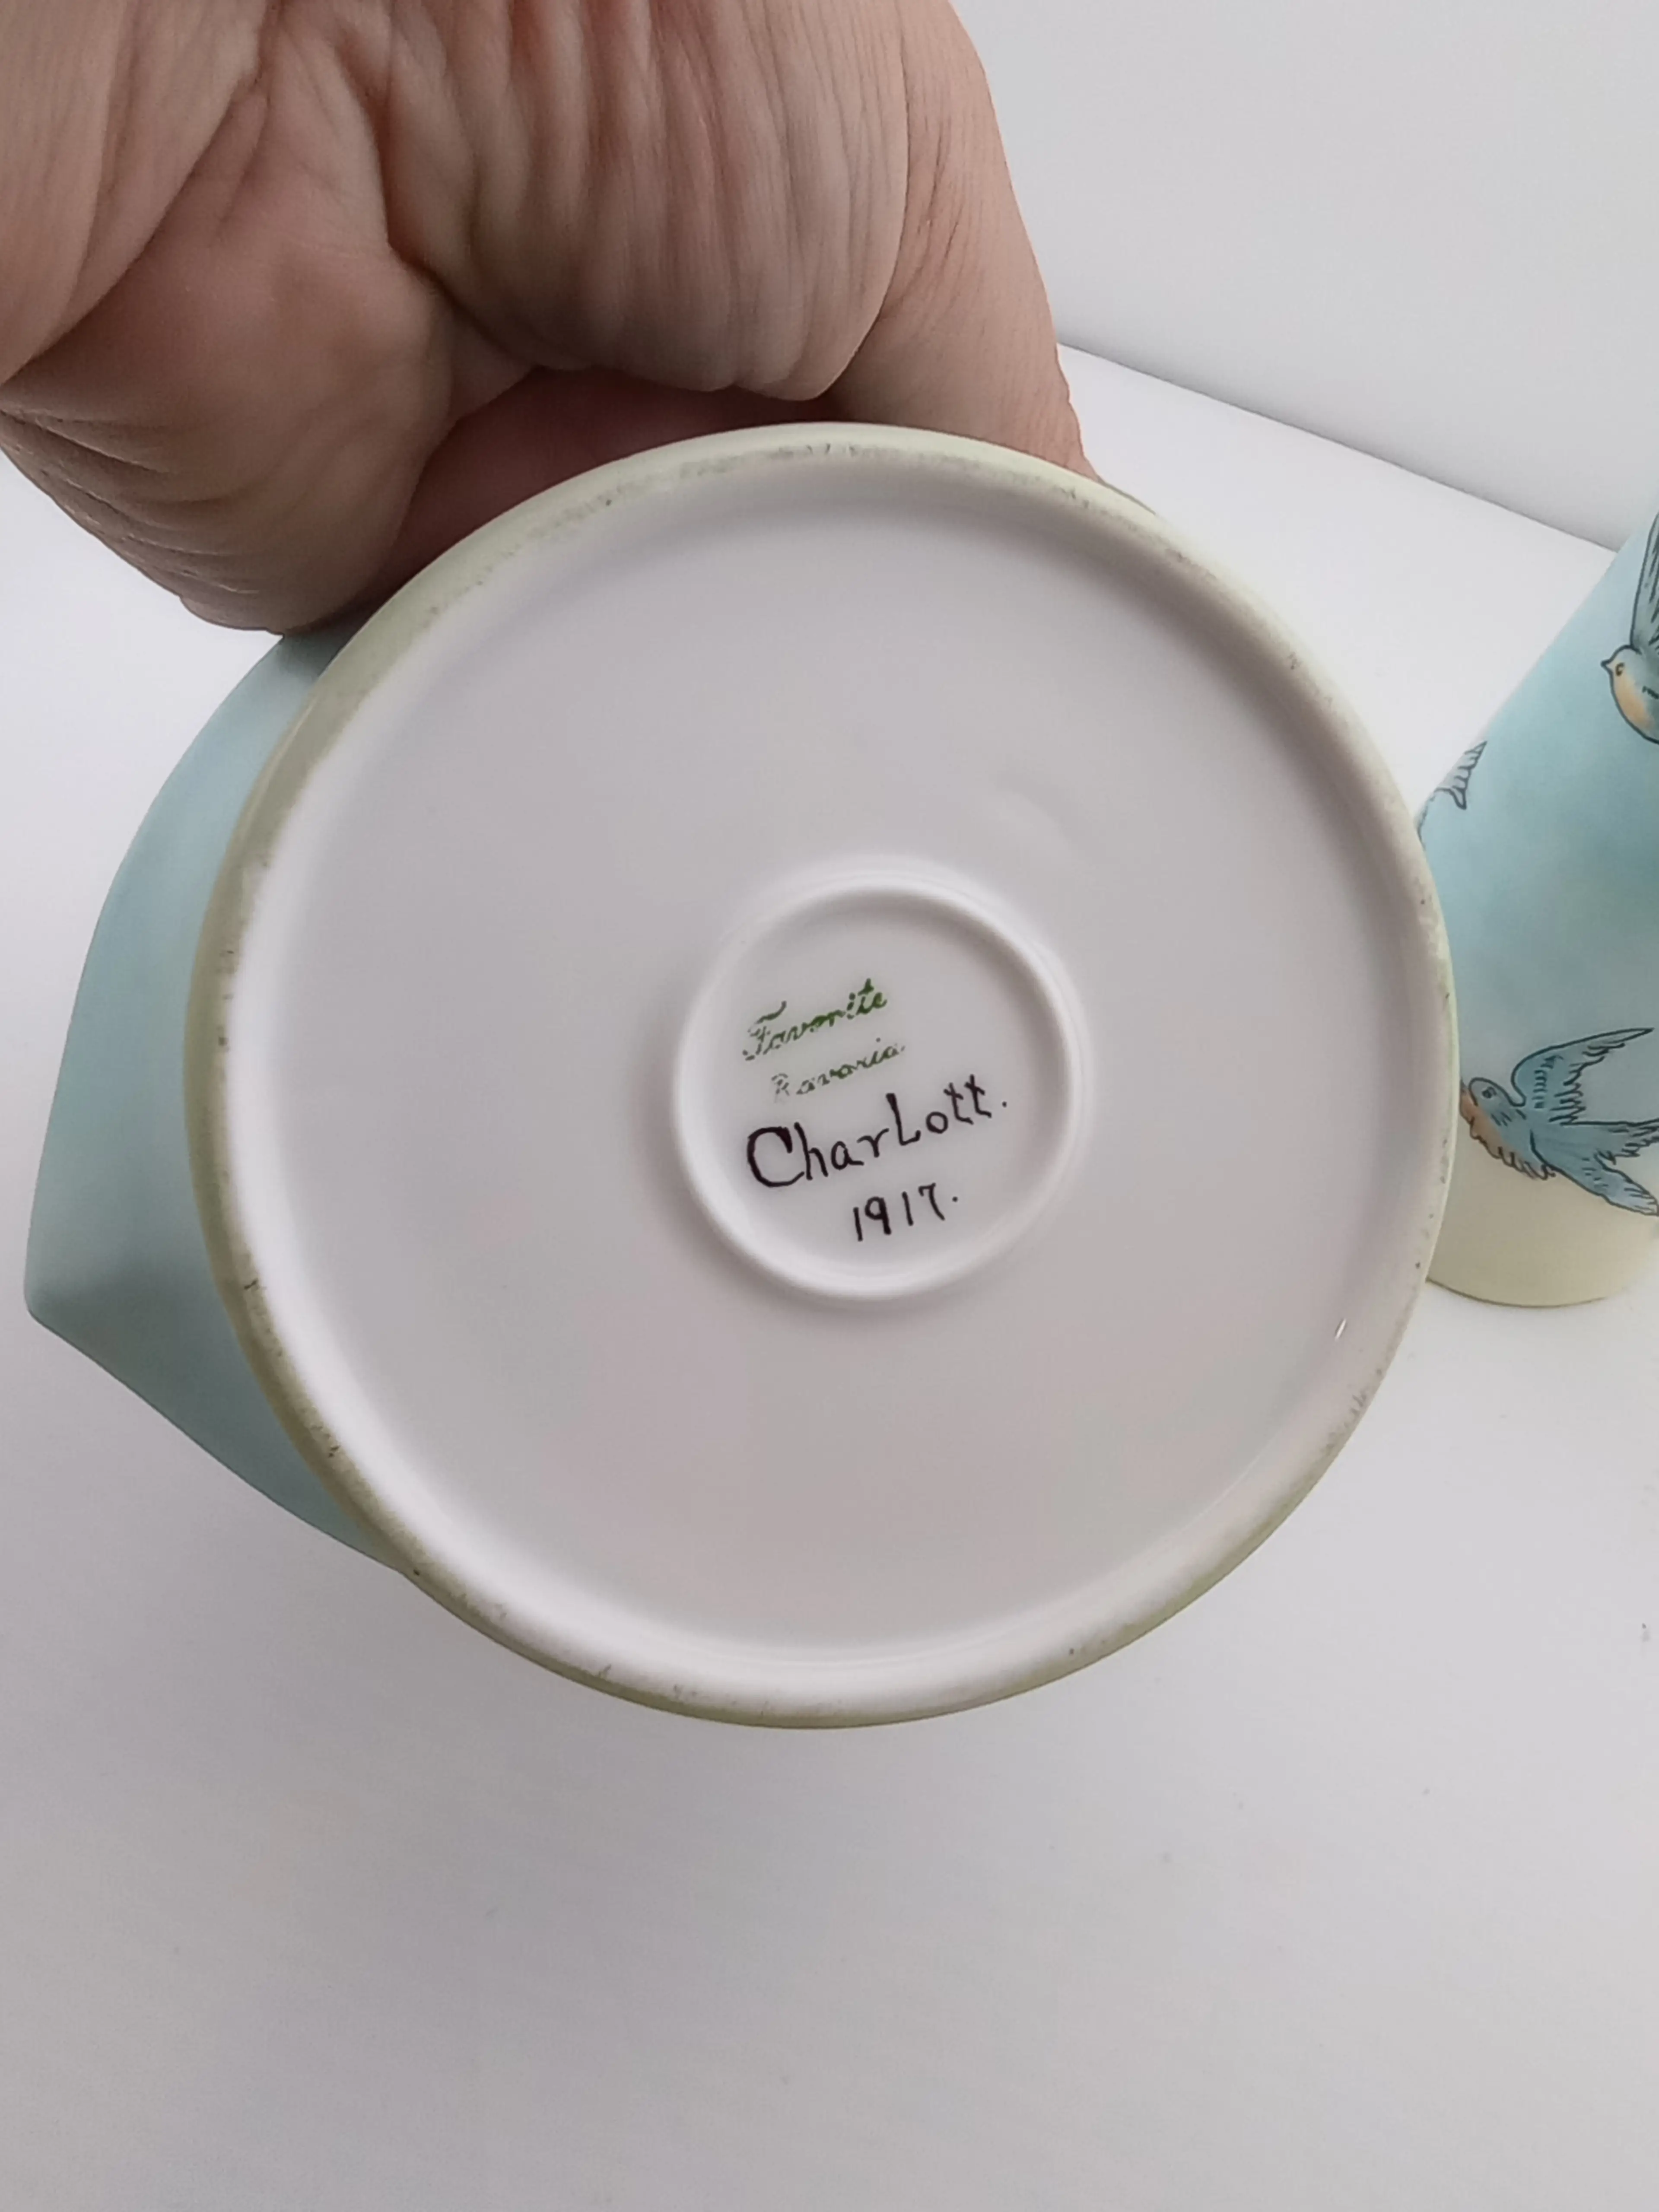 Favorite
Bavaria
CharLott.
1917.